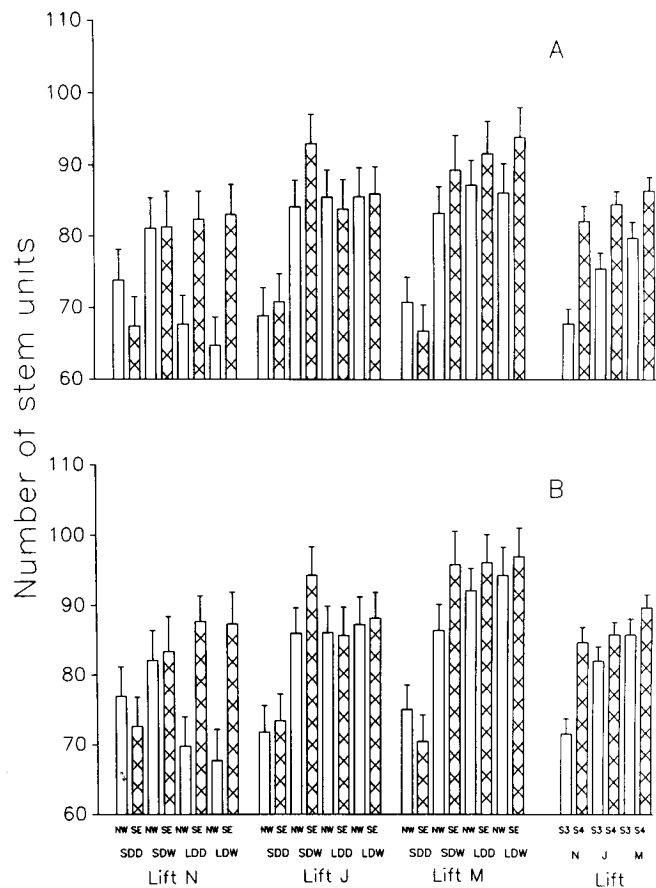 Number of stem units
110
100
90
80
70
60
A
110
100
90
80
70
60
B
NW SE NW SE NW SE NW SE NW SE NW SE NW SE NW SE NW SE NW SE NW SE NW SE S3 S4 S3 S4 S3 S4
SDD SDW LDD LDW SDD SDW LDD LDW SDD SDW LDD LDW N J M
Lift N Lift J Lift M Lift